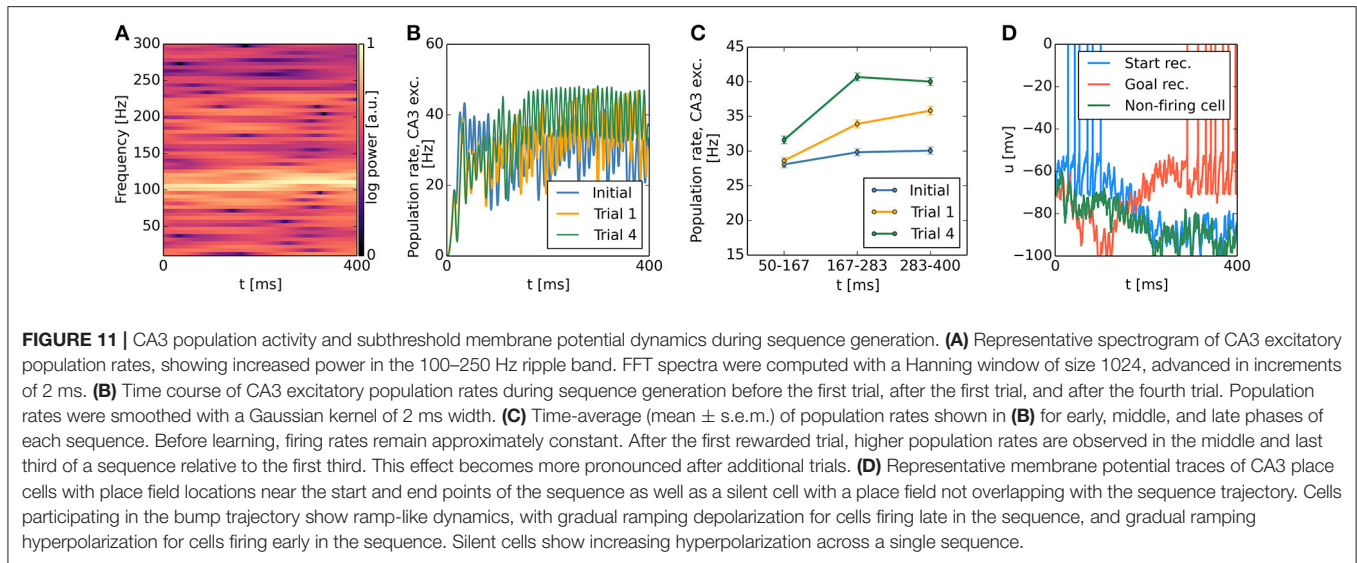 A
Frequency [Hz]
300
250
200
150
100
50
0
400
t [ms]
1
0
log power [a.u.]
B
Population rate, CA3 exc.
[Hz]
60
40
20
0
0
400
t [ms]
Initial
Trial 1
Trial 4
C
Population rate, CA3 exc.
[Hz]
45
40
35
30
25
20
15
50-167
167-283
283-400
t [ms]
Initial
Trial 1
Trial 4
D
u [mv]
0
−20
−40
−60
−80
−100
0
400
t [ms]
Start rec.
Goal rec.
Non-firing cell
FIGURE 11 | CA3 population activity and subthreshold membrane potential dynamics during sequence generation. (A) Representative spectrogram of CA3 excitatory
population rates, showing increased power in the 100–250 Hz ripple band. FFT spectra were computed with a Hanning window of size 1024, advanced in increments
of 2 ms. (B) Time course of CA3 excitatory population rates during sequence generation before the first trial, after the first trial, and after the fourth trial. Population
rates were smoothed with a Gaussian kernel of 2 ms width. (C) Time-average (mean ± s.e.m.) of population rates shown in (B) for early, middle, and late phases of
each sequence. Before learning, firing rates remain approximately constant. After the first rewarded trial, higher population rates are observed in the middle and last
third of a sequence relative to the first third. This effect becomes more pronounced after additional trials. (D) Representative membrane potential traces of CA3 place
cells with place field locations near the start and end points of the sequence as well as a silent cell with a place field not overlapping with the sequence trajectory. Cells
participating in the bump trajectory show ramp-like dynamics, with gradual ramping depolarization for cells firing late in the sequence, and gradual ramping
hyperpolarization for cells firing early in the sequence. Silent cells show increasing hyperpolarization across a single sequence.